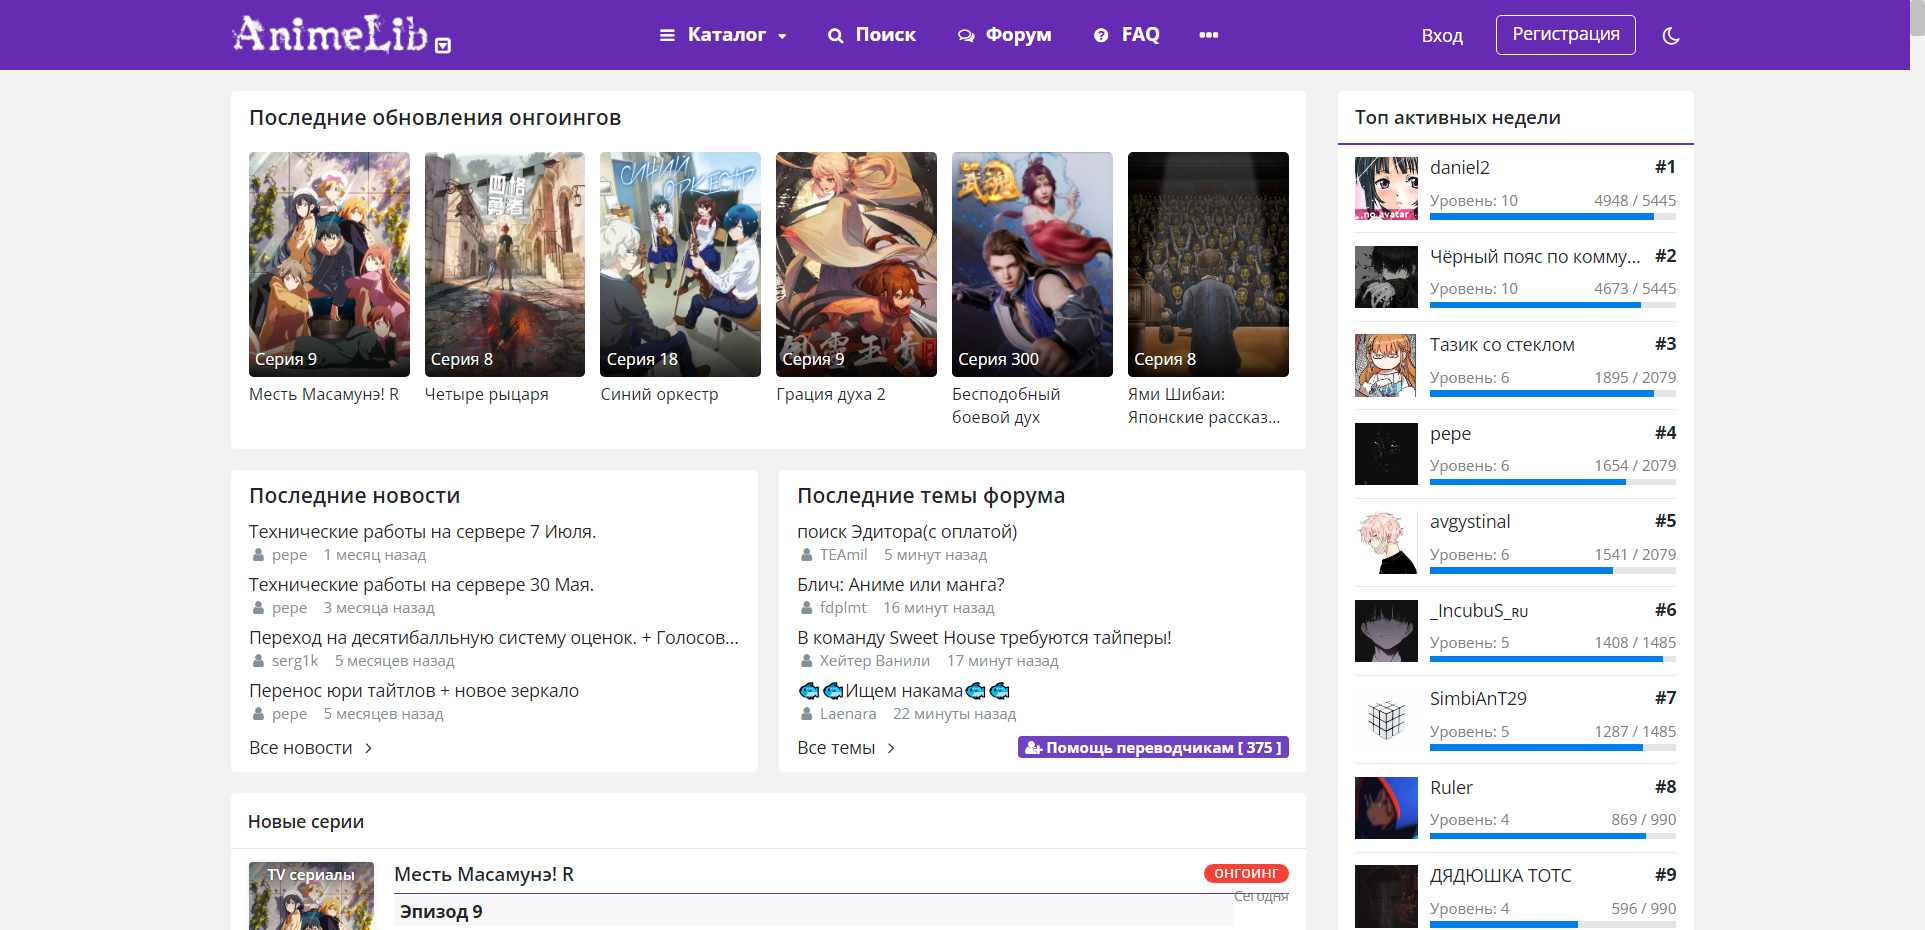 AnimeLib
Каталог
Поиск
Форум
FAQ
Вход
Регистрация
Последние обновления онгоингов
Серия 9
Месть Масамунэ! R
Серия 8
Четыре рыцаря
СИНИЙ ОРКЕСТР
Серия 18
Синий оркестр
Серия 9
Грация духа 2
Серия 300
Бесподобный
боевой дух
Серия 8
Ями Шибаи:
Японские рассказ...
Последние новости
Технические работы на сервере 7 Июля.
pepe 1 месяц назад
Технические работы на сервере 30 Мая.
pepe 3 месяца назад
Переход на десятибалльную систему оценок. + Голосов...
serg1k 5 месяцев назад
Перенос юри тайтлов + новое зеркало
pepe 5 месяцев назад
Все новости
Последние темы форума
поиск Эдитора(с оплатой)
TEAmil 5 минут назад
Блич: Аниме или манга?
fdplmt 16 минут назад
В команду Sweet House требуются тайперы!
Хейтер Ванили 17 минут назад
🐟🐟Ищем накама🐟🐟
Laenara 22 минуты назад
Все темы
Помощь переводчикам [ 375 ]
Новые серии
TV сериалы
Месть Масамунэ! R
ОНГОИНГ
Эпизод 9
Сегодня
Топ активных недели
no avatar
daniel2 #1
Уровень: 10 4948 / 5445
Чёрный пояс по комму... #2
Уровень: 10 4673 / 5445
Тазик со стеклом #3
Уровень: 6 1895 / 2079
pepe #4
Уровень: 6 1654 / 2079
avgystinal #5
Уровень: 6 1541 / 2079
_IncubuS_ʀᴜ #6
Уровень: 5 1408 / 1485
SimbiAnT29 #7
Уровень: 5 1287 / 1485
Ruler #8
Уровень: 4 869 / 990
ДЯДЮШКА ТОТС #9
Уровень: 4 596 / 990